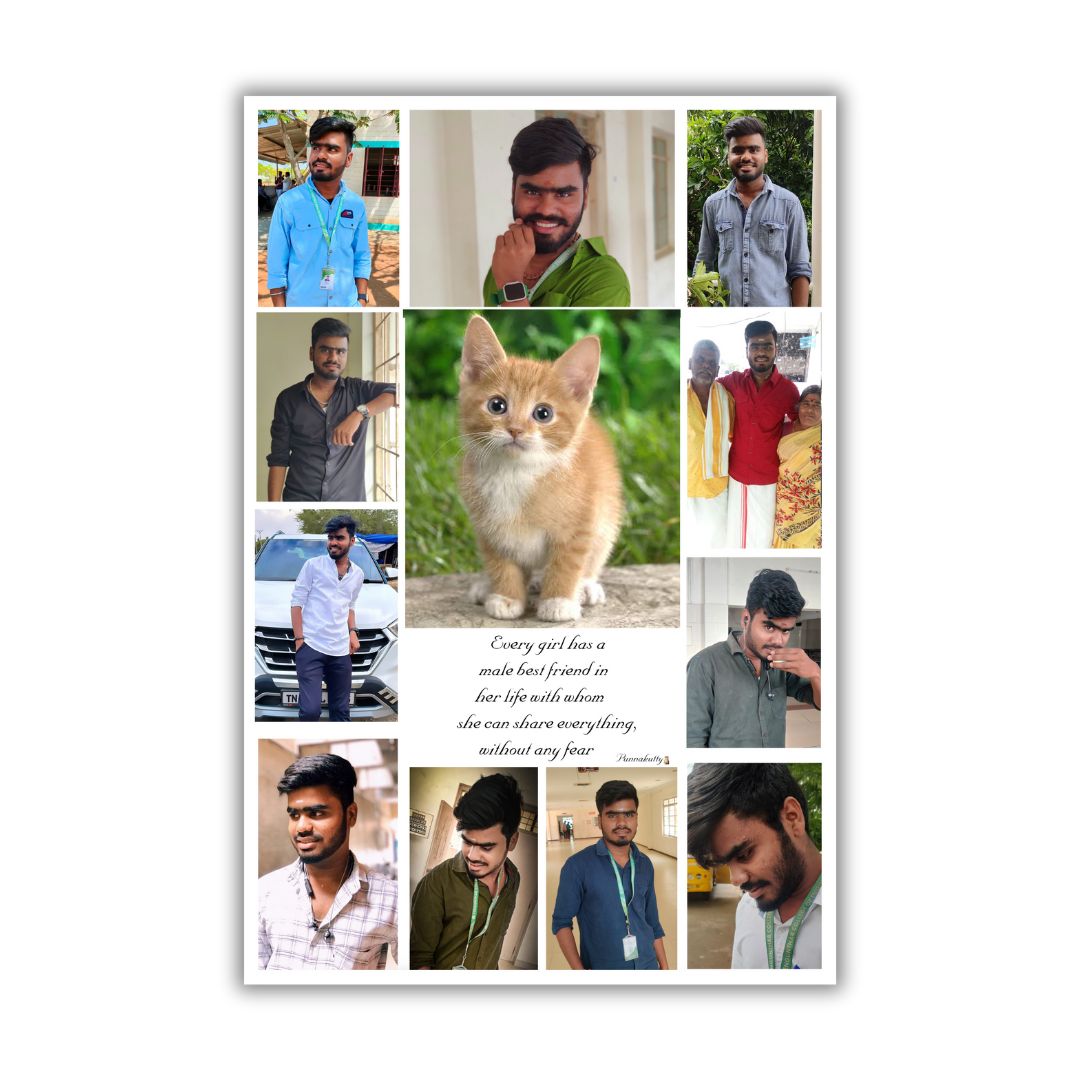 Every girl has a
male best friend in
her life with whom
she can share everything,
without any fear
Punnakutty
TN